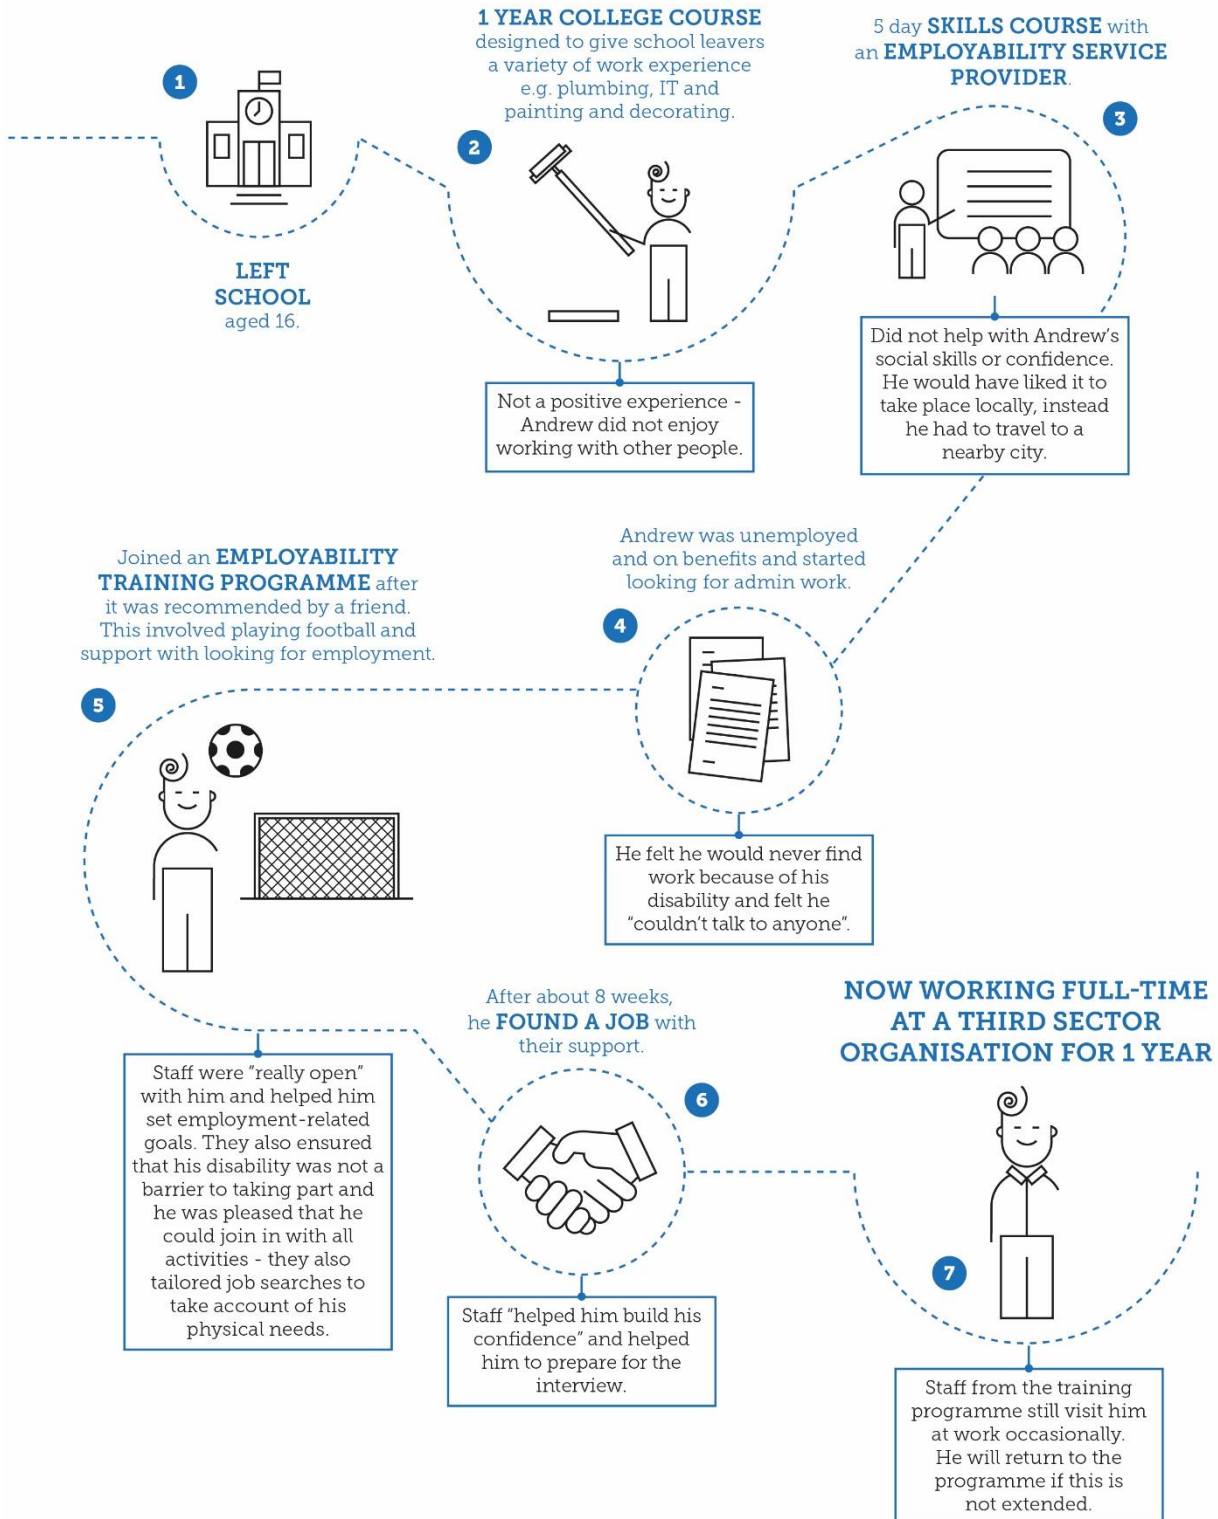 1
LEFT
SCHOOL
aged 16.
1 YEAR COLLEGE COURSE
designed to give school leavers
a variety of work experience
e.g. plumbing, IT and
painting and decorating.
2
Not a positive experience -
Andrew did not enjoy
working with other people.
5 day SKILLS COURSE with
an EMPLOYABILITY SERVICE
PROVIDER.
3
Did not help with Andrew's
social skills or confidence.
He would have liked it to
take place locally, instead
he had to travel to a
nearby city.
Andrew was unemployed
and on benefits and started
looking for admin work.
4
He felt he would never find
work because of his
disability and felt he
"couldn't talk to anyone".
Joined an EMPLOYABILITY
TRAINING PROGRAMME after
it was recommended by a friend.
This involved playing football and
support with looking for employment.
5
Staff were "really open"
with him and helped him
set employment-related
goals. They also ensured
that his disability was not a
barrier to taking part and
he was pleased that he
could join in with all
activities - they also
tailored job searches to
take account of his
physical needs.
After about 8 weeks,
he FOUND A JOB with
their support.
6
Staff "helped him build his
confidence" and helped
him to prepare for the
interview.
NOW WORKING FULL-TIME
AT A THIRD SECTOR
ORGANISATION FOR 1 YEAR
7
Staff from the training
programme still visit him
at work occasionally.
He will return to the
programme if this is
not extended.